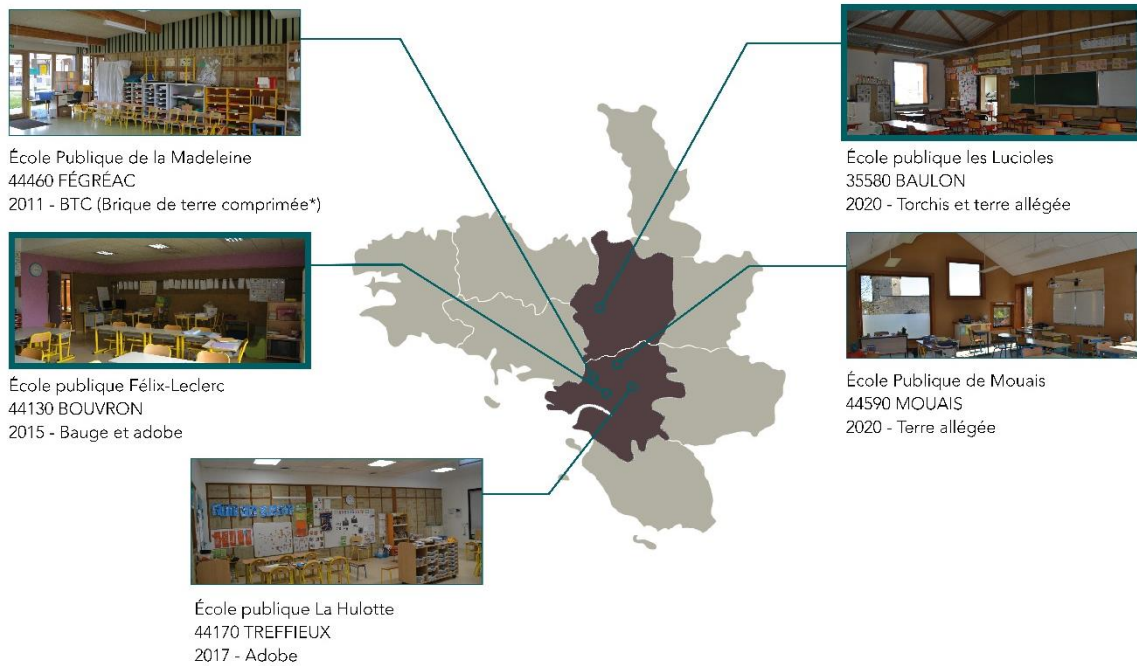 École Publique de la Madeleine
44460 FÉGRÉAC
2011 - BTC (Brique de terre comprimée*)
École publique les Lucioles
35580 BAULON
2020 - Torchis et terre allégée
École publique Félix-Leclerc
44130 BOUVRON
2015 - Bauge et adobe
École Publique de Mouais
44590 MOUAIS
2020 - Terre allégée
École publique La Hulotte
44170 TREFFIEUX
2017 - Adobe